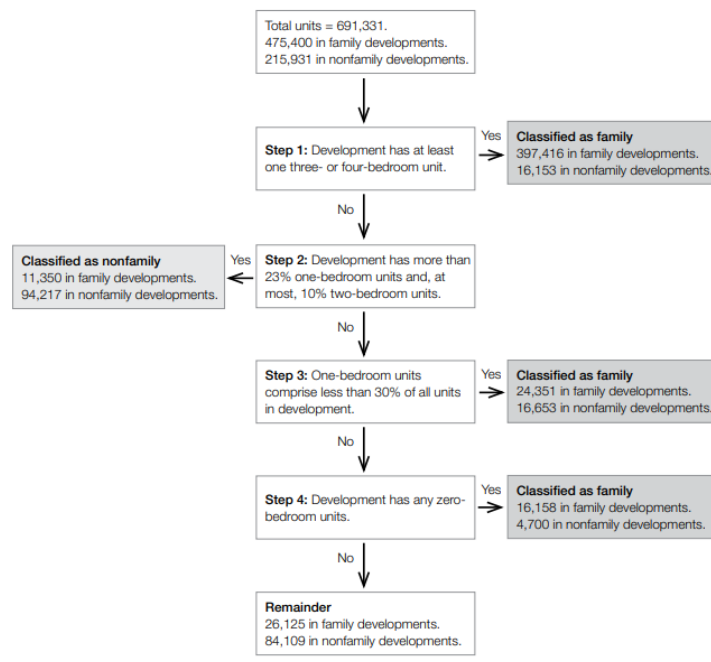 Total units = 691,331.
475,400 in family developments.
215,931 in nonfamily developments.
Step 1: Development has at least
one three- or four-bedroom unit.
Yes
Classified as family
397,416 in family developments.
16,153 in nonfamily developments.
No
Classified as nonfamily
11,350 in family developments.
94,217 in nonfamily developments.
Yes
Step 2: Development has more than
23% one-bedroom units and, at
most, 10% two-bedroom units.
No
Step 3: One-bedroom units
comprise less than 30% of all units
in development.
Yes
Classified as family
24,351 in family developments.
16,653 in nonfamily developments.
No
Step 4: Development has any zero-
bedroom units.
Yes
Classified as family
16,158 in family developments.
4,700 in nonfamily developments.
No
Remainder
26,125 in family developments.
84,109 in nonfamily developments.